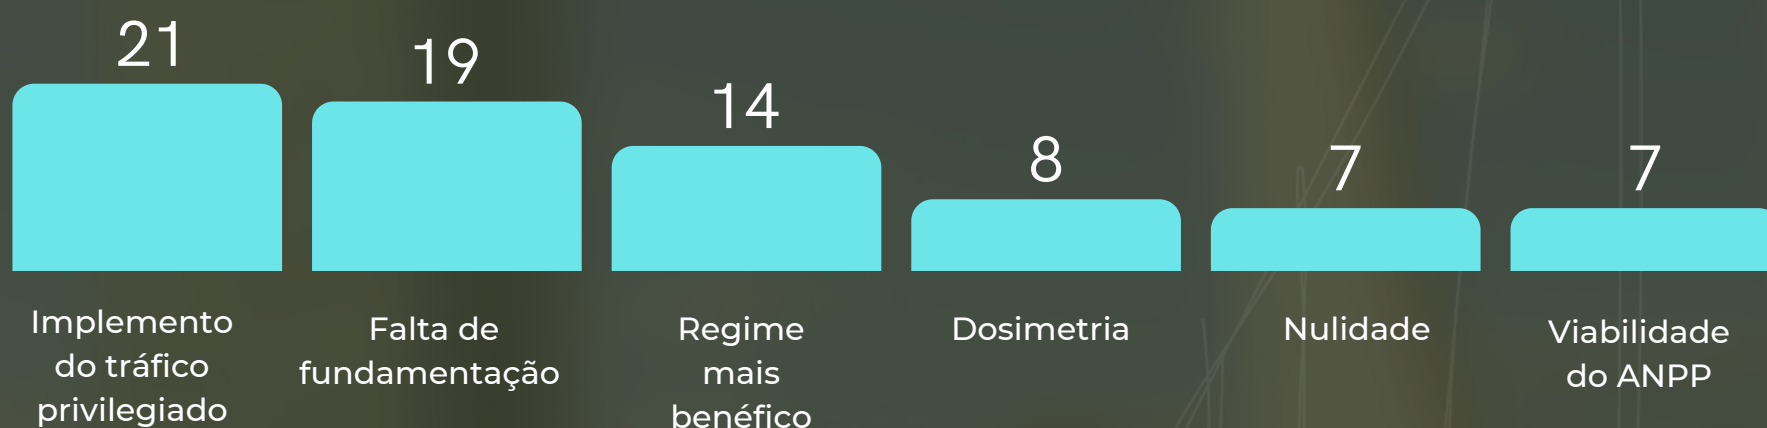 21
19
14
8
7
7
Implemento
do tráfico
privilegiado
Falta de
fundamentação
Regime
mais
benéfico
Dosimetria
Nulidade
Viabilidade
do ANPP